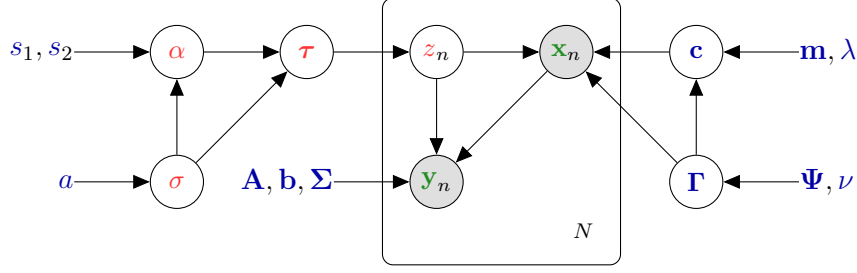 s₁, s₂ α τ zₙ xₙ c m, λ
a σ A, b, Σ yₙ Γ Ψ, ν
N